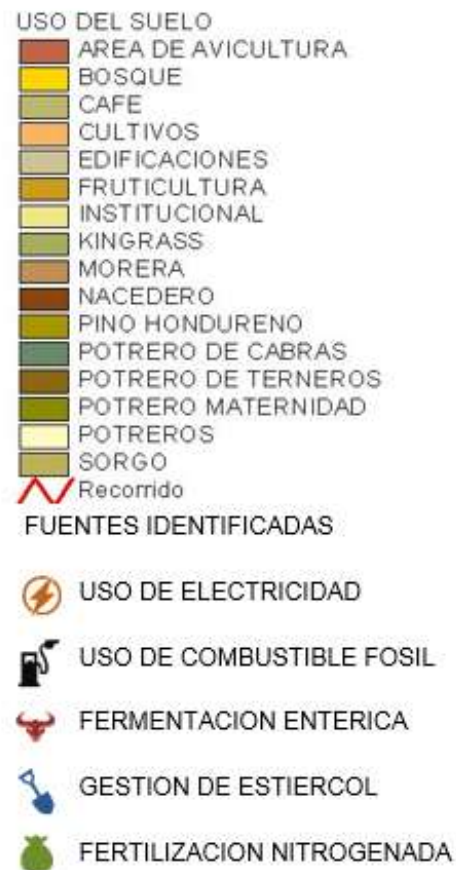 USO DEL SUELO
AREA DE AVICULTURA
BOSQUE
CAFE
CULTIVOS
EDIFICACIONES
FRUTICULTURA
INSTITUCIONAL
KINGRASS
MORERA
NACEDERO
PINO HONDURENO
POTRERO DE CABRAS
POTRERO DE TERNEROS
POTRERO MATERNIDAD
POTREROS
SORGO
Recorrido
FUENTES IDENTIFICADAS
USO DE ELECTRICIDAD
USO DE COMBUSTIBLE FOSIL
FERMENTACION ENTERICA
GESTION DE ESTIERCOL
FERTILIZACION NITROGENADA